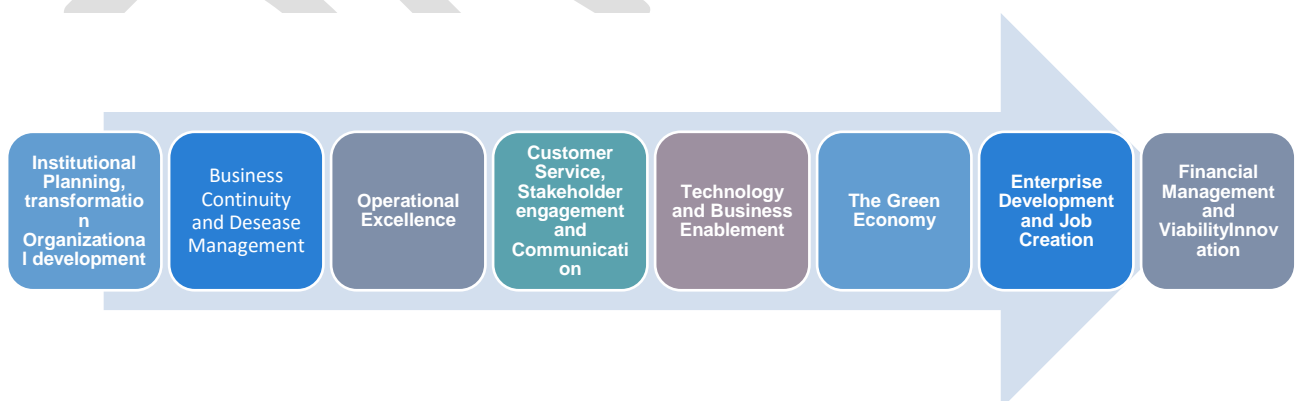 Institutional
Planning,
transformatio
n
Organizationa
l development
Business
Continuity
and Desease
Management
Operational
Excellence
Customer
Service,
Stakeholder
engagement
and
Communicati
on
Technology
and Business
Enablement
The Green
Economy
Enterprise
Development
and Job
Creation
Financial
Management
and
ViabilityInnov
ation